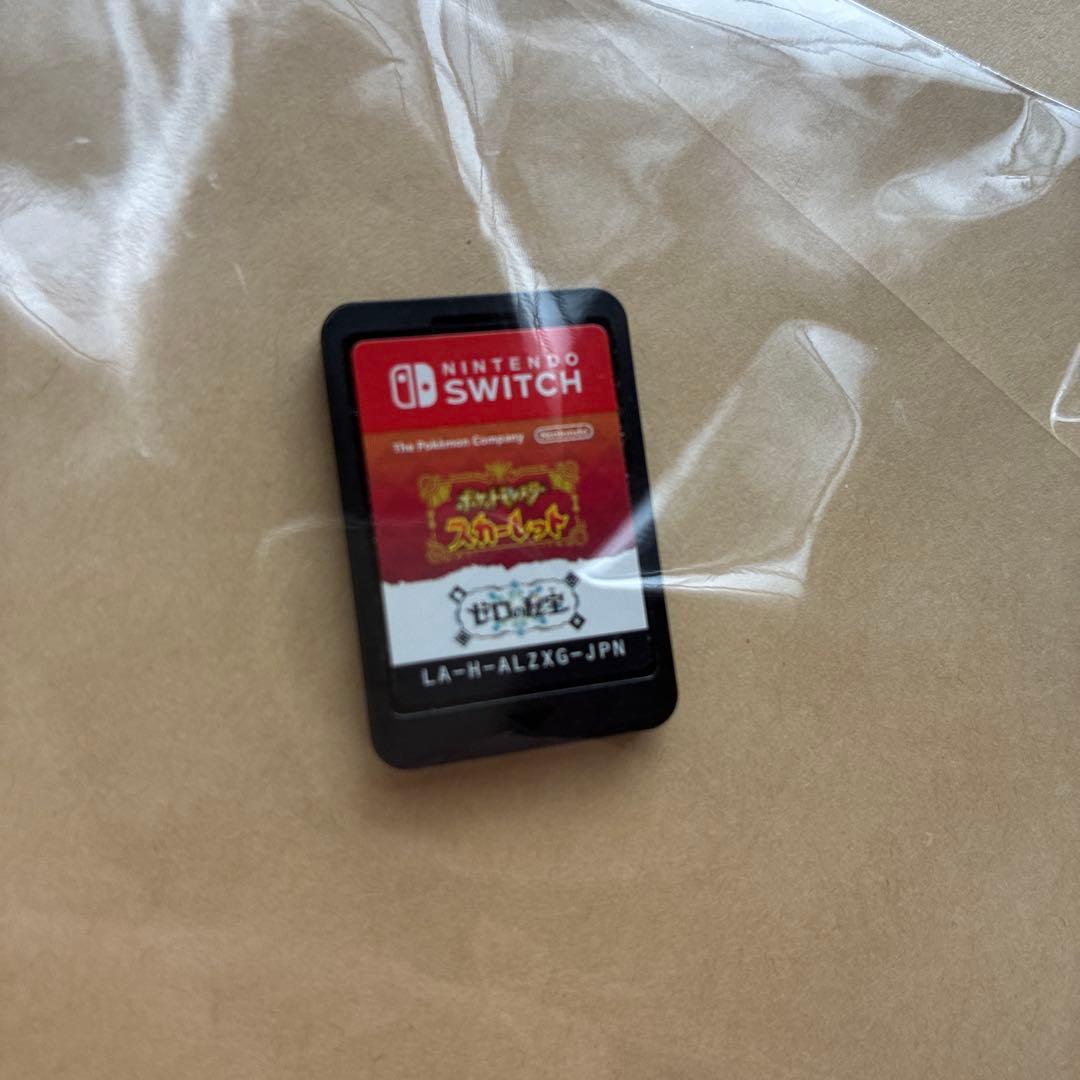 NINTENDO
SWITCH
The Pokémon Company Nintendo
ポケットモンスター
スカーレット
ゼロの秘宝
LA-H-ALZXG-JPN